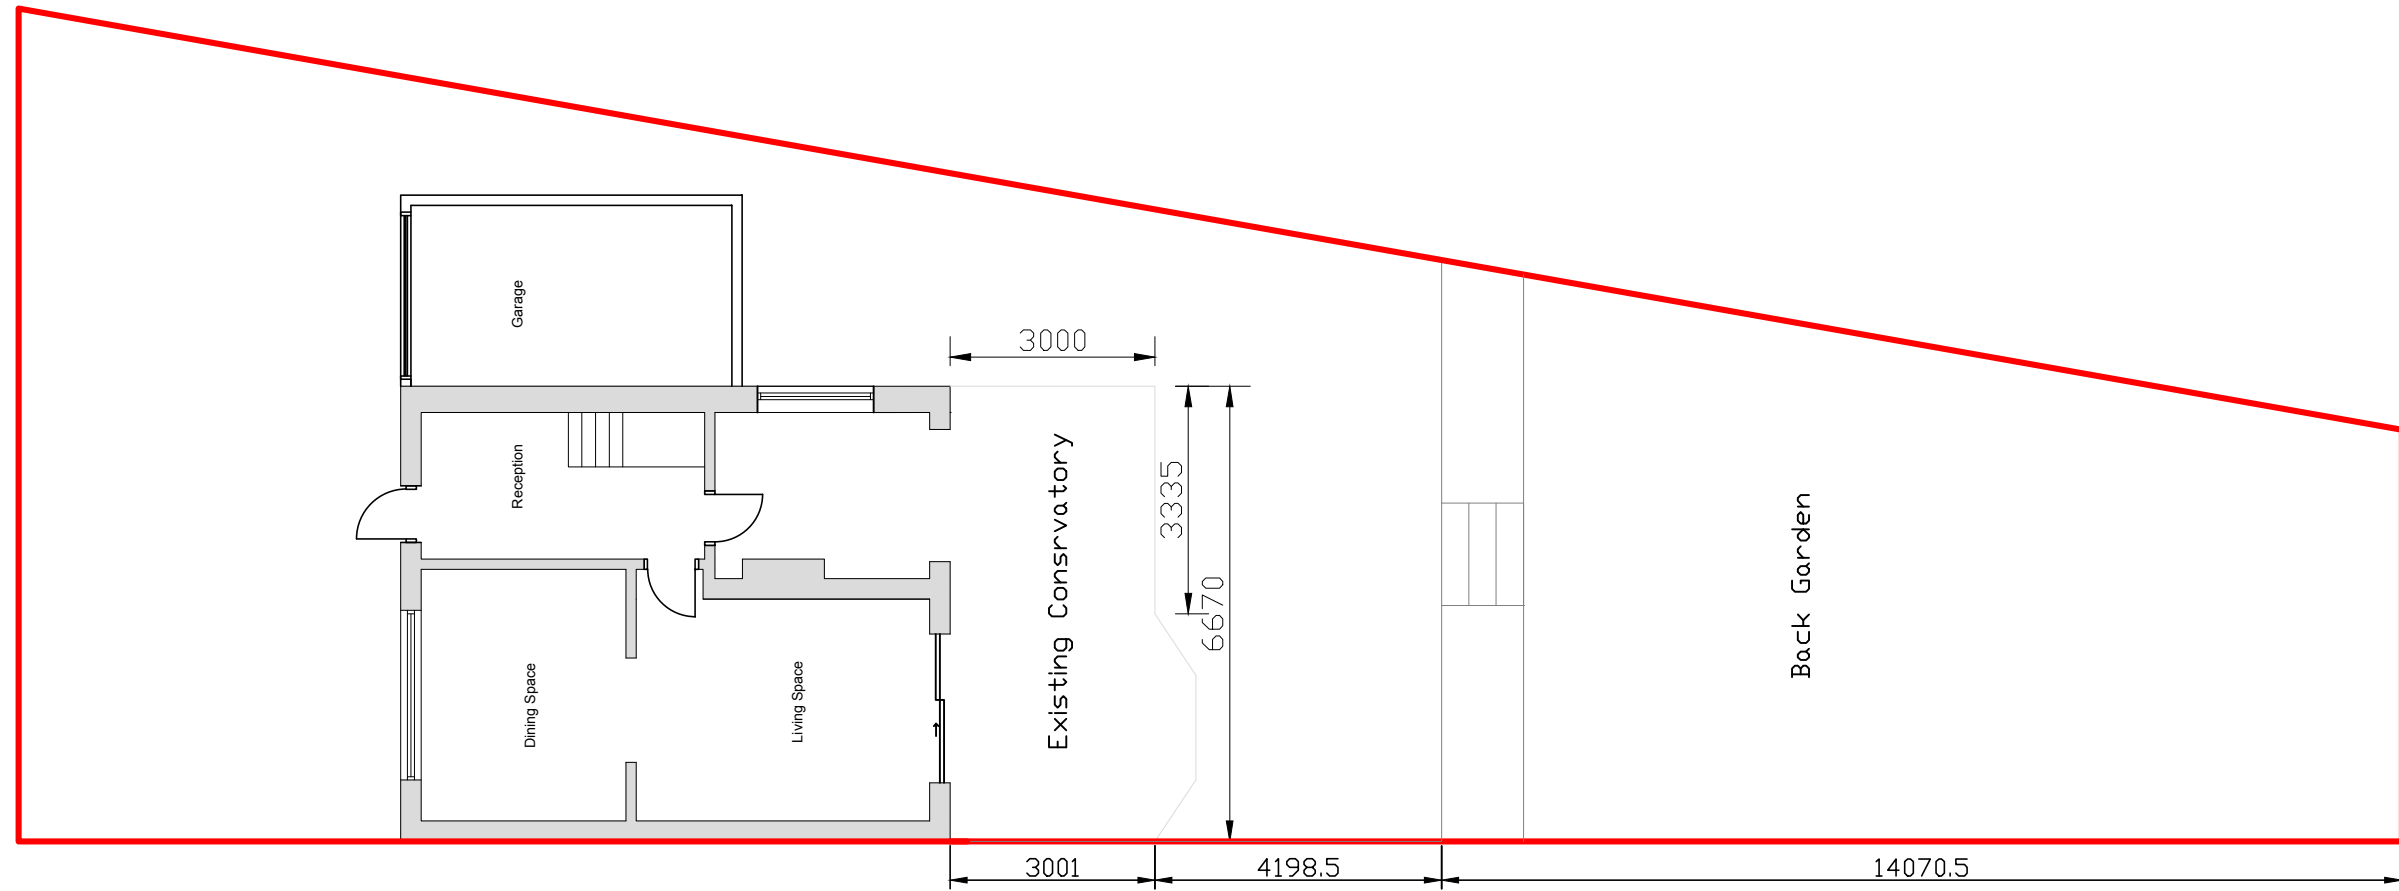 Garage
3000
Reception
Existing Consrvatory
3335
6670
Back Garden
Dining Space
Living Space
3001
4198.5
14070.5